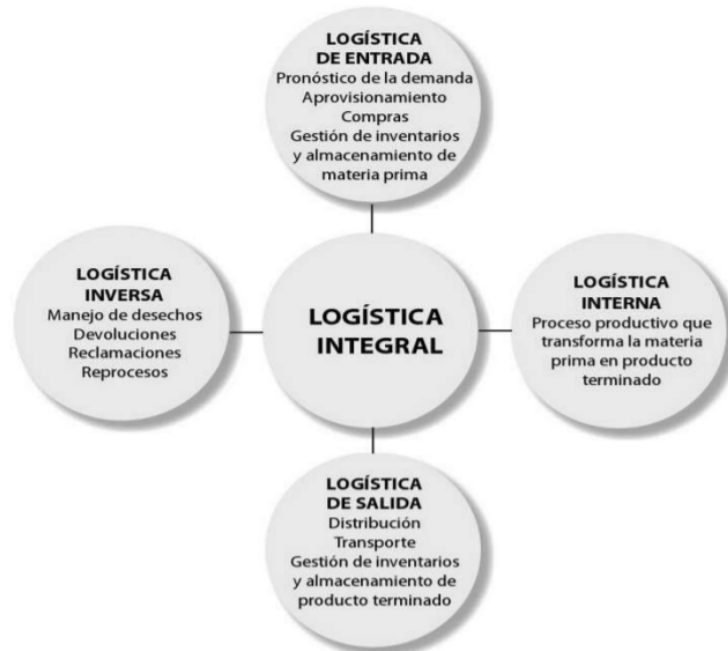 LOGÍSTICA
DE ENTRADA
Pronóstico de la demanda
Aprovisionamiento
Compras
Gestión de inventarios
y almacenamiento de
materia prima
LOGÍSTICA
INVERSA
Manejo de desechos
Devoluciones
Reclamaciones
Reprocesos
LOGÍSTICA
INTEGRAL
LOGÍSTICA
INTERNA
Proceso productivo que
transforma la materia
prima en producto
terminado
LOGÍSTICA
DE SALIDA
Distribución
Transporte
Gestión de inventarios
y almacenamiento de
producto terminado